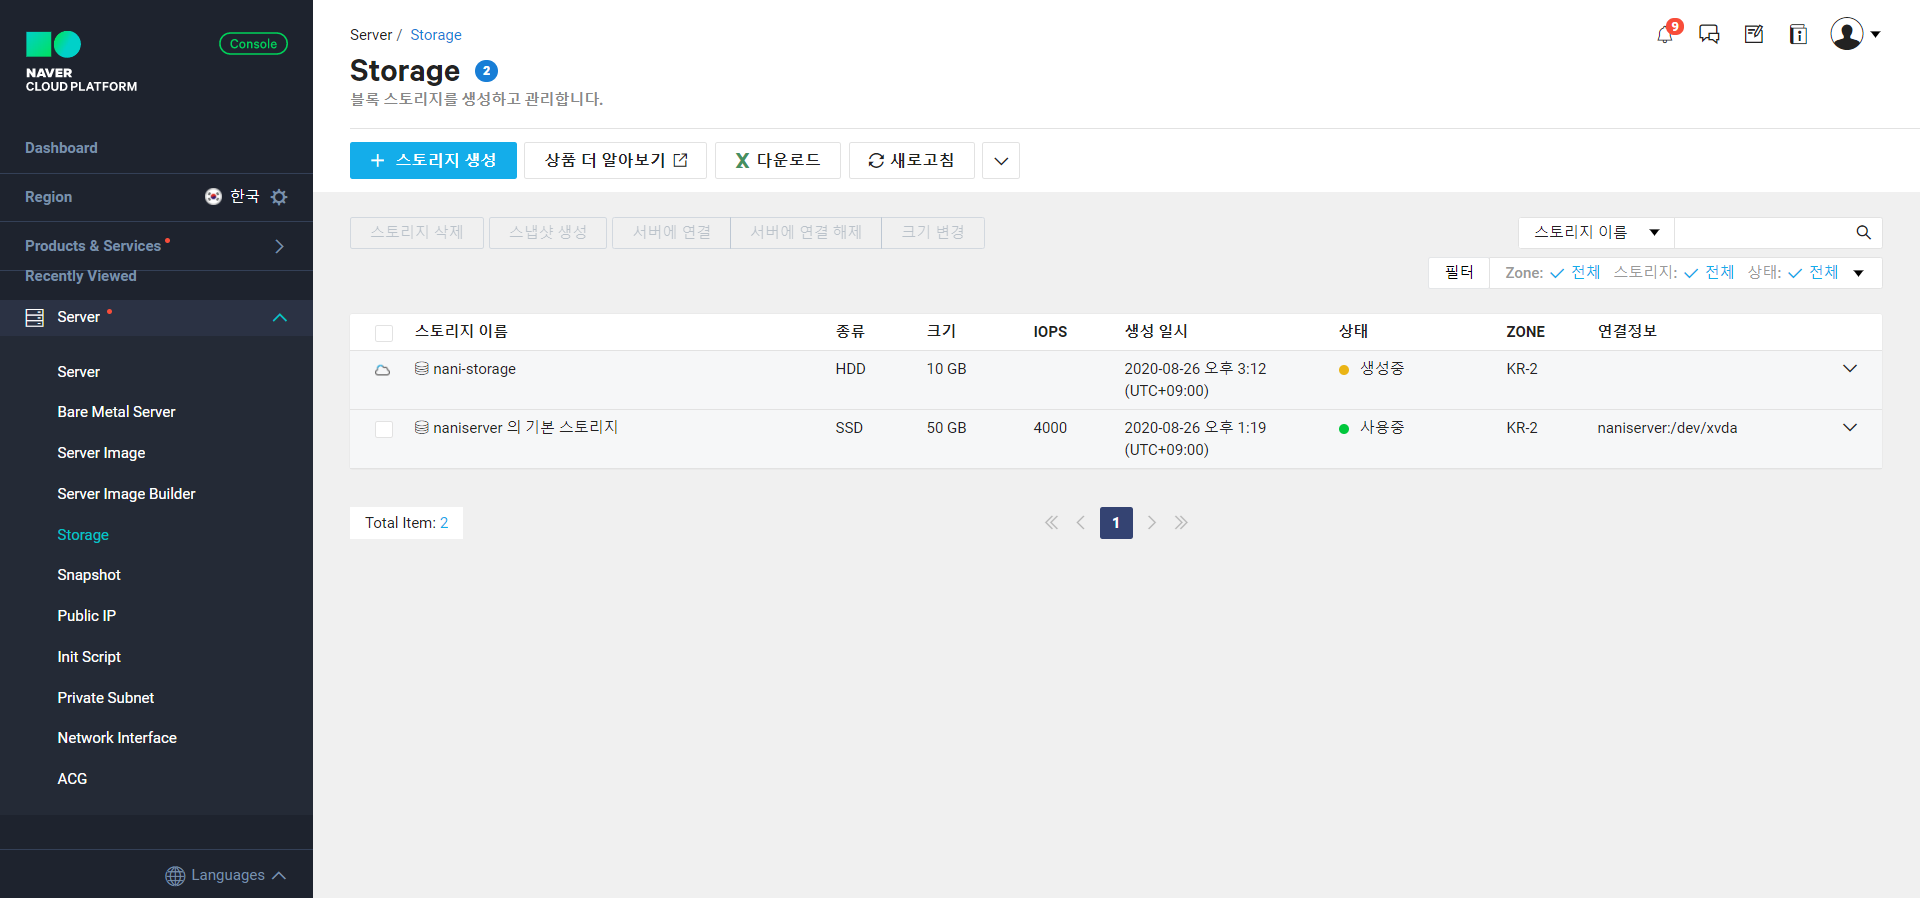 NAVER
CLOUD PLATFORM
Console
Dashboard
Region
한국
Products & Services
Recently Viewed
Server
Server
Bare Metal Server
Server Image
Server Image Builder
Storage
Snapshot
Public IP
Init Script
Private Subnet
Network Interface
ACG
Languages
Server / Storage
9
Storage 2
블록 스토리지를 생성하고 관리합니다.
+ 스토리지 생성
상품 더 알아보기
X 다운로드
새로고침
스토리지 삭제
스냅샷 생성
서버에 연결
서버에 연결 해제
크기 변경
스토리지 이름
필터 Zone: 전체 스토리지: 전체 상태: 전체
스토리지 이름 종류 크기 IOPS 생성 일시 상태 ZONE 연결정보
nani-storage HDD 10 GB 2020-08-26 오후 3:12 생성중 KR-2
(UTC+09:00)
naniserver 의 기본 스토리지 SSD 50 GB 4000 2020-08-26 오후 1:19 사용중 KR-2 naniserver:/dev/xvda
(UTC+09:00)
Total Item: 2
1